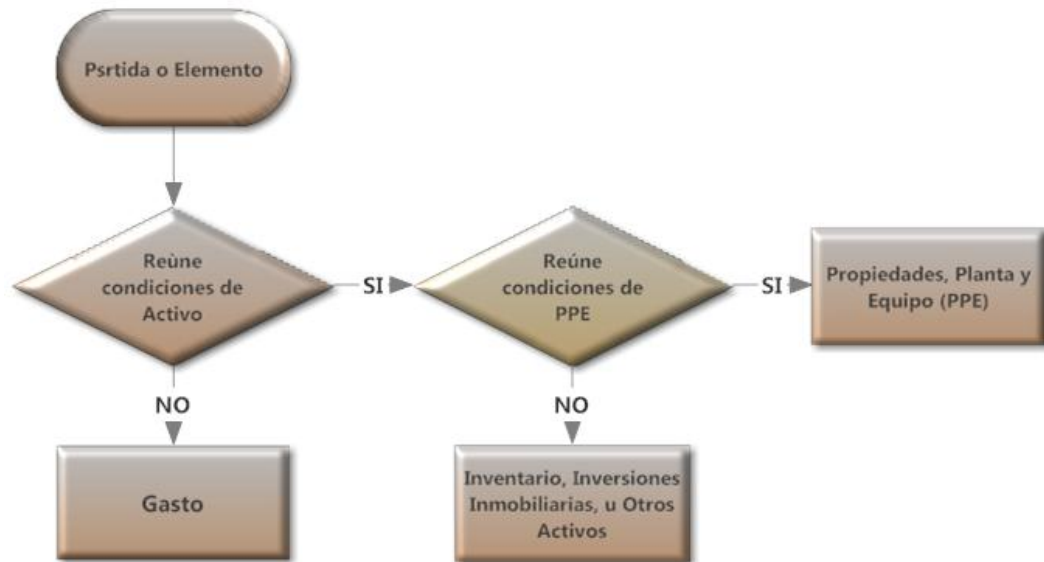 Psrtida o Elemento
Reùne
condiciones de
Activo
SI
Reúne
condiciones de
PPE
SI
Propiedades, Planta y
Equipo (PPE)
NO
NO
Gasto
Inventario, Inversiones
Inmobiliarias, u Otros
Activos